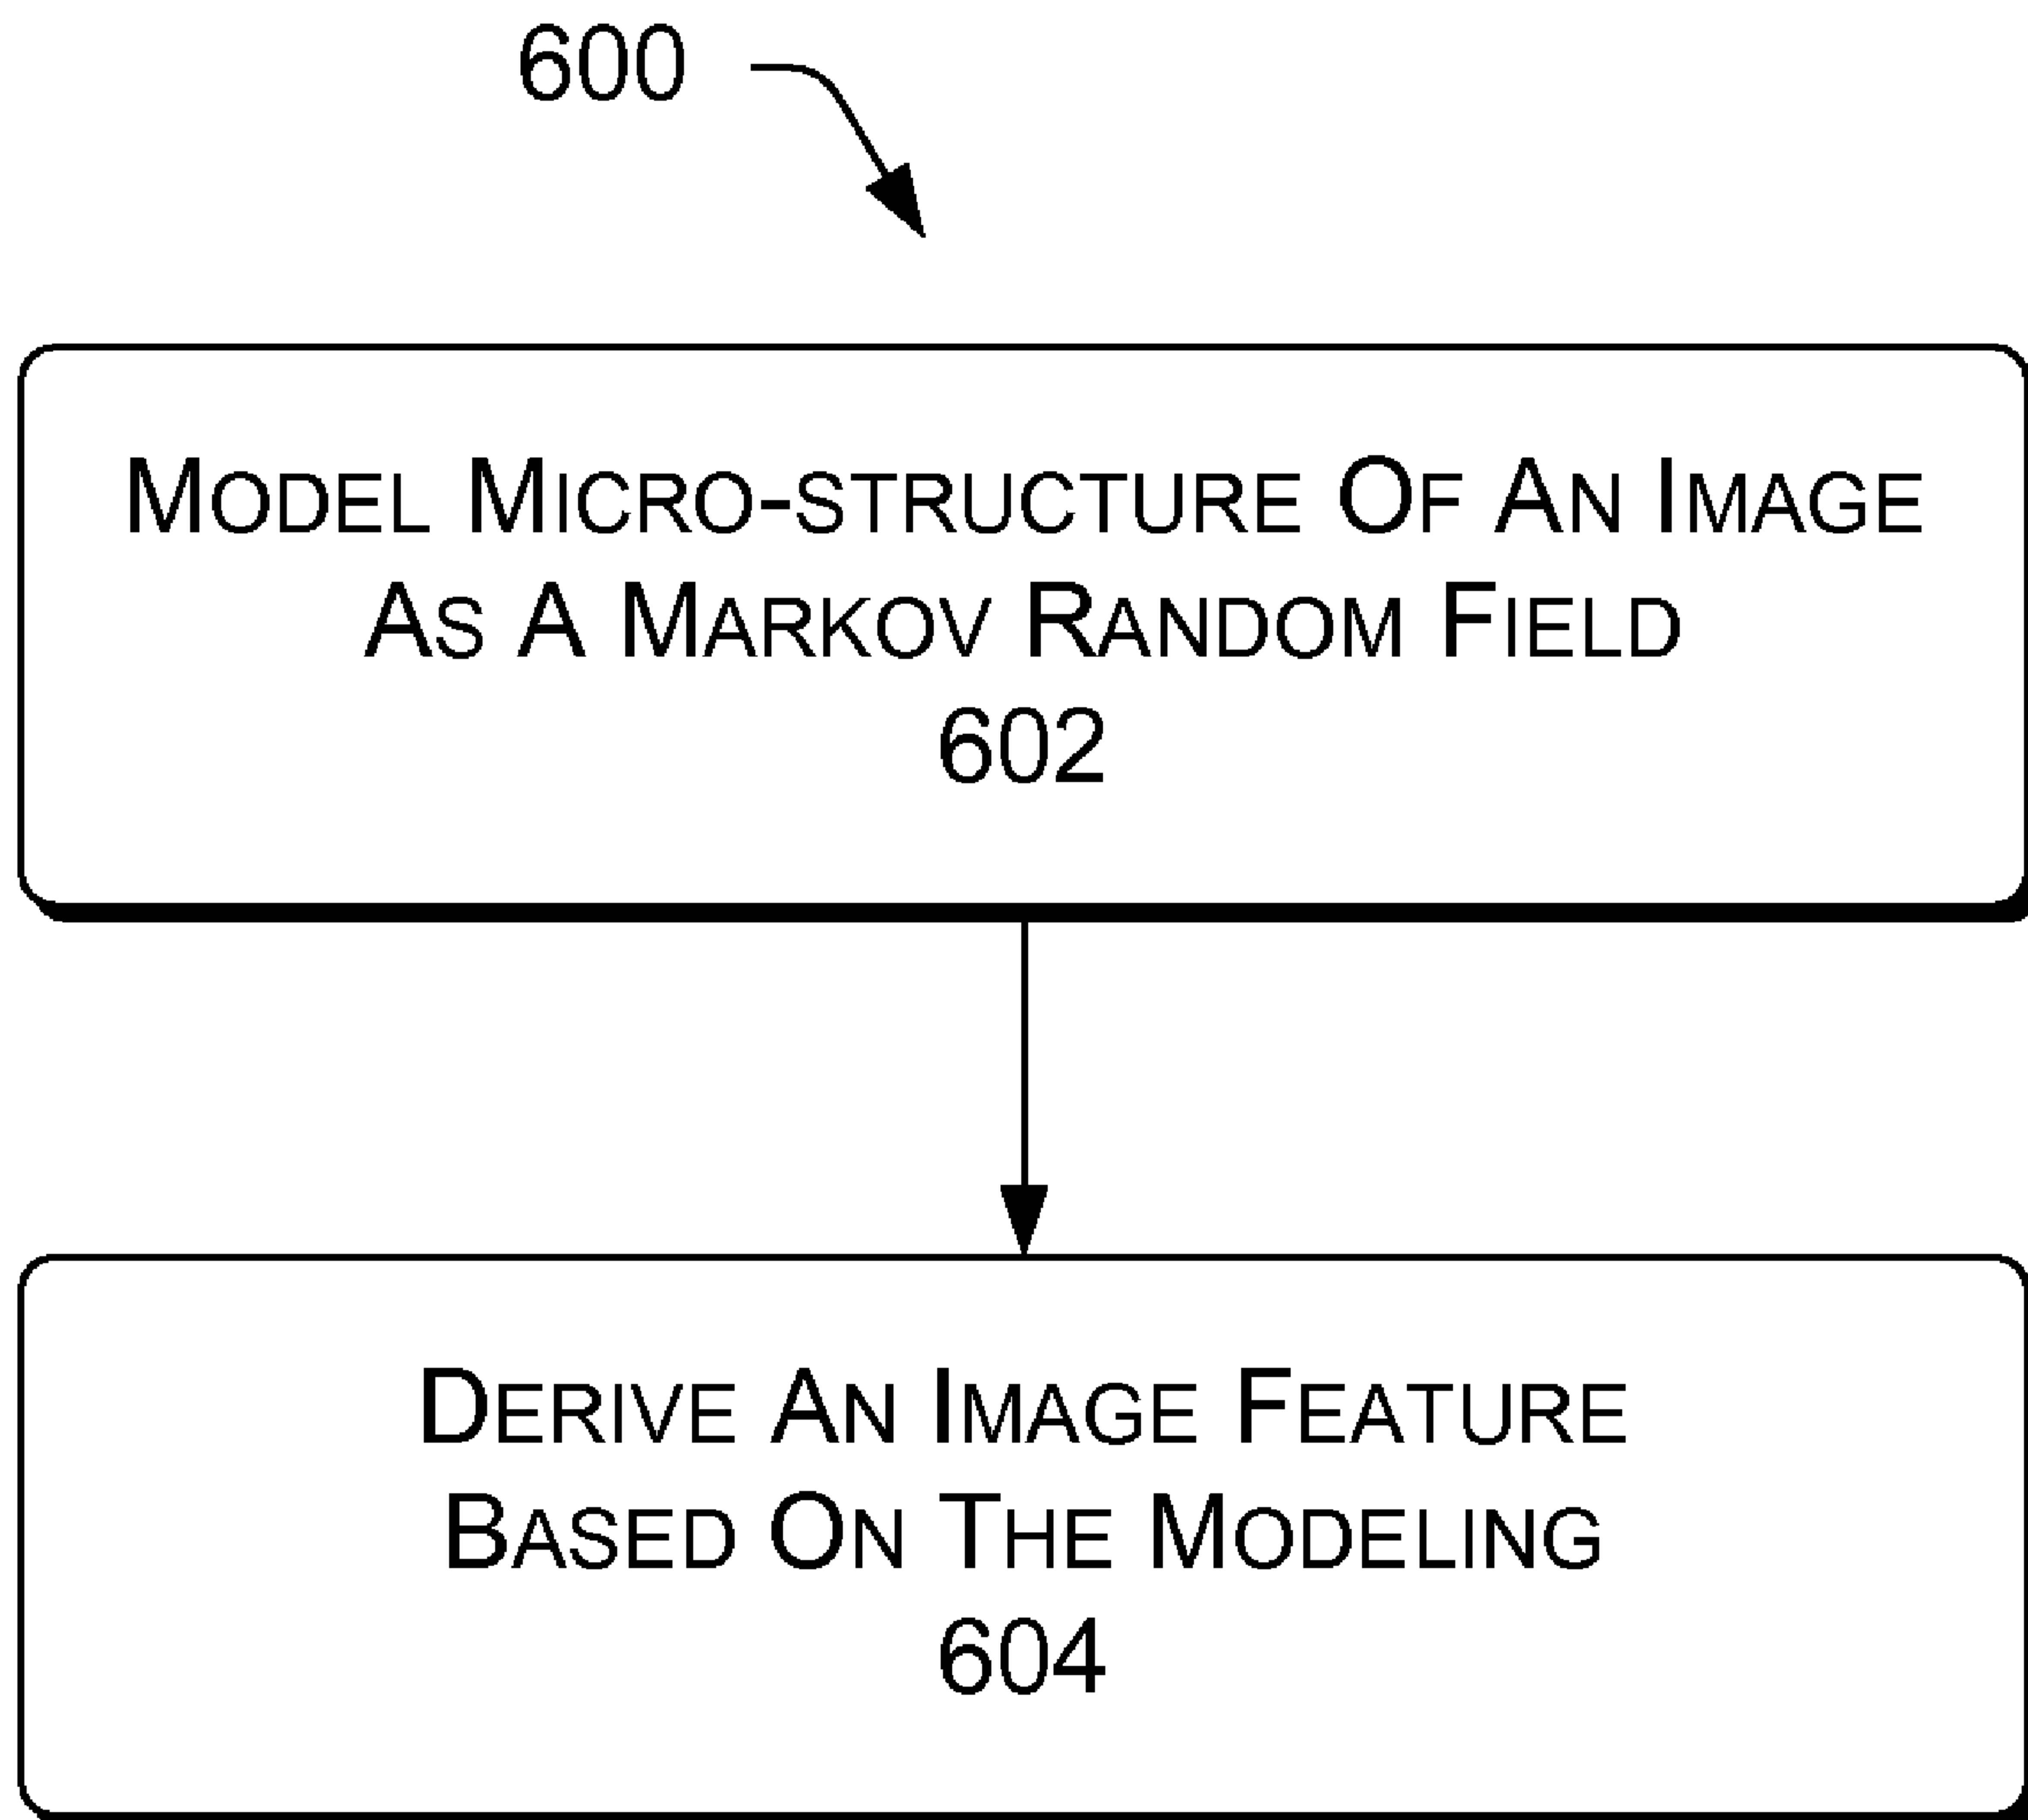 600
MODEL MICRO-STRUCTURE OF AN IMAGE
AS A MARKOV RANDOM FIELD
602
DERIVE AN IMAGE FEATURE
BASED ON THE MODELING
604